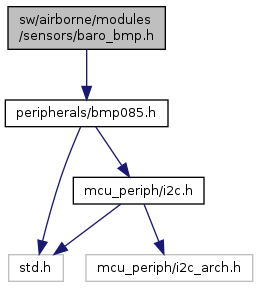 sw/airborne/modules
/sensors/baro_bmp.h
peripherals/bmp085.h
mcu_periph/i2c.h
std.h
mcu_periph/i2c_arch.h